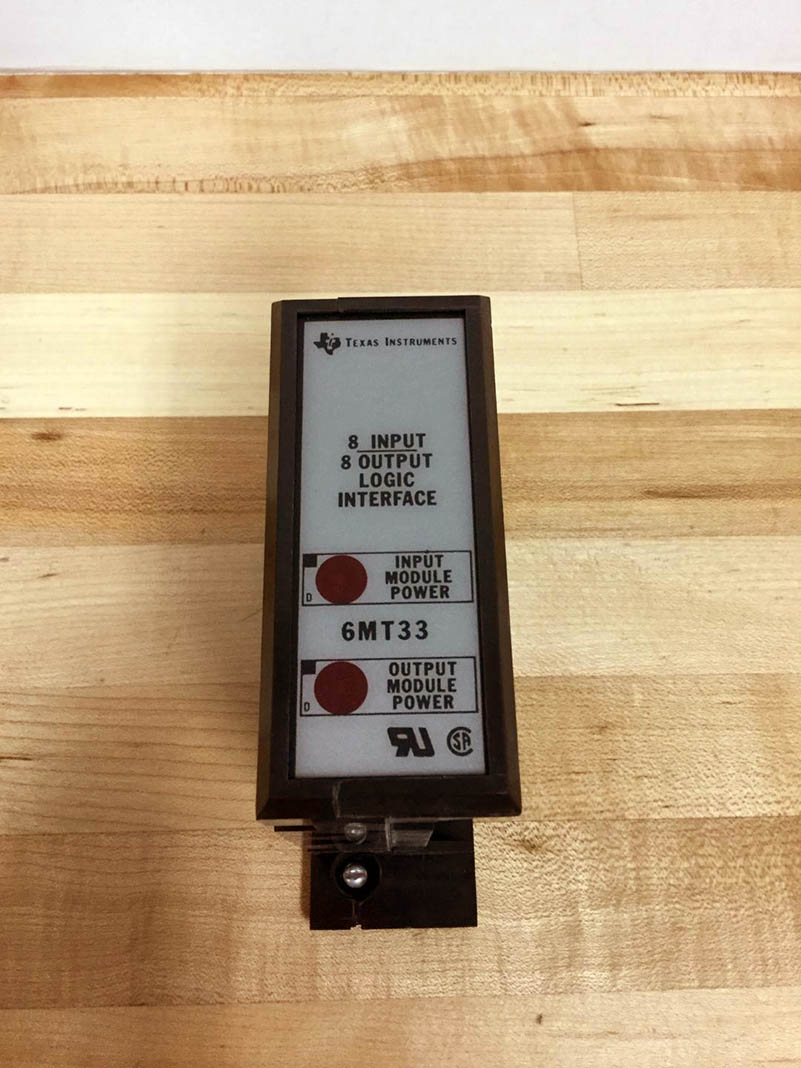 TEXAS INSTRUMENTS
8 INPUT
8 OUTPUT
LOGIC
INTERFACE
INPUT
MODULE
POWER
D
6MT33
OUTPUT
MODULE
POWER
D